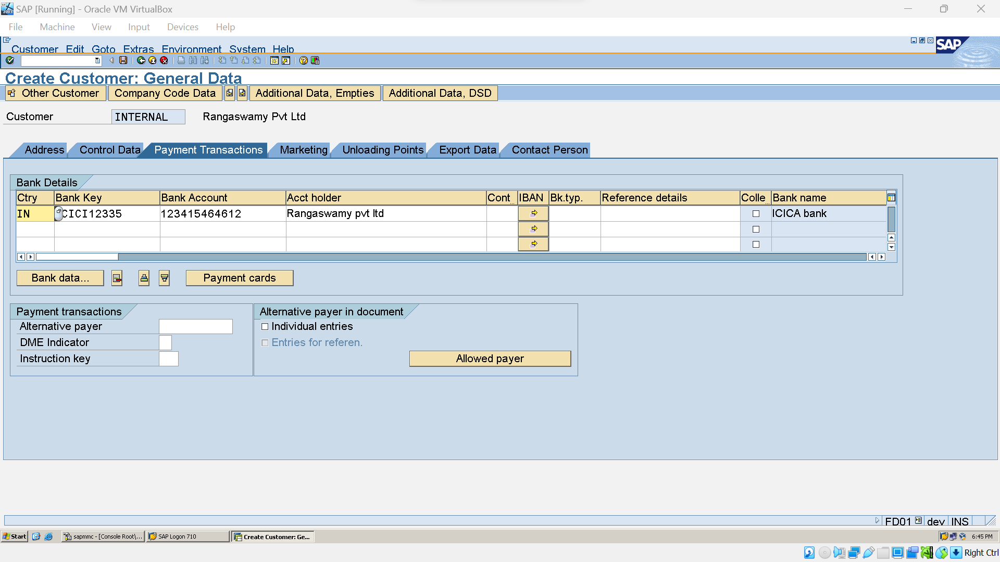 SAP [Running] - Oracle VM VirtualBox
File Machine View Input Devices Help
Customer Edit Goto Extras Environment System Help
SAP
Create Customer: General Data
Other Customer Company Code Data Additional Data, Empties Additional Data, DSD
Customer INTERNAL Rangaswamy Pvt Ltd
Address Control Data Payment Transactions Marketing Unloading Points Export Data Contact Person
Bank Details
Ctry Bank Key Bank Account Acct holder Cont IBAN Bk.typ. Reference details Colle Bank name
IN CICI12335 123415464612 Rangaswamy pvt ltd ICICA bank
Bank data... Payment cards
Payment transactions Alternative payer in document
Alternative payer Individual entries
DME Indicator Entries for referen.
Instruction key Allowed payer
FD01 dev INS
Start sapmmc - [Console Root\... SAP Logon 710 Create Customer: Ge... 6:45 PM
Right Ctrl